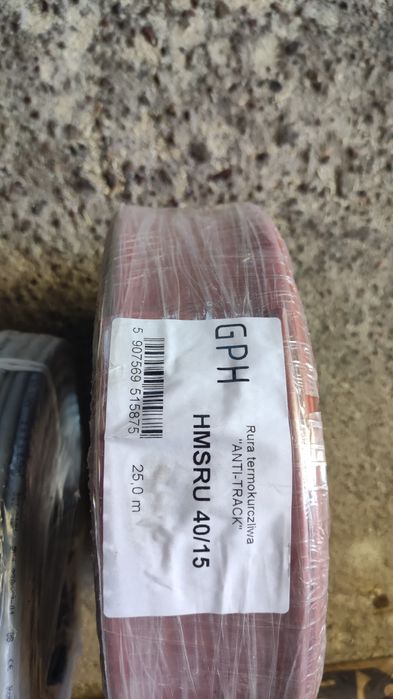 GPH
Rura termokurczliwa
"ANTI-TRACK"
HMSRU 40/15
5 907569 515875
25,0 m